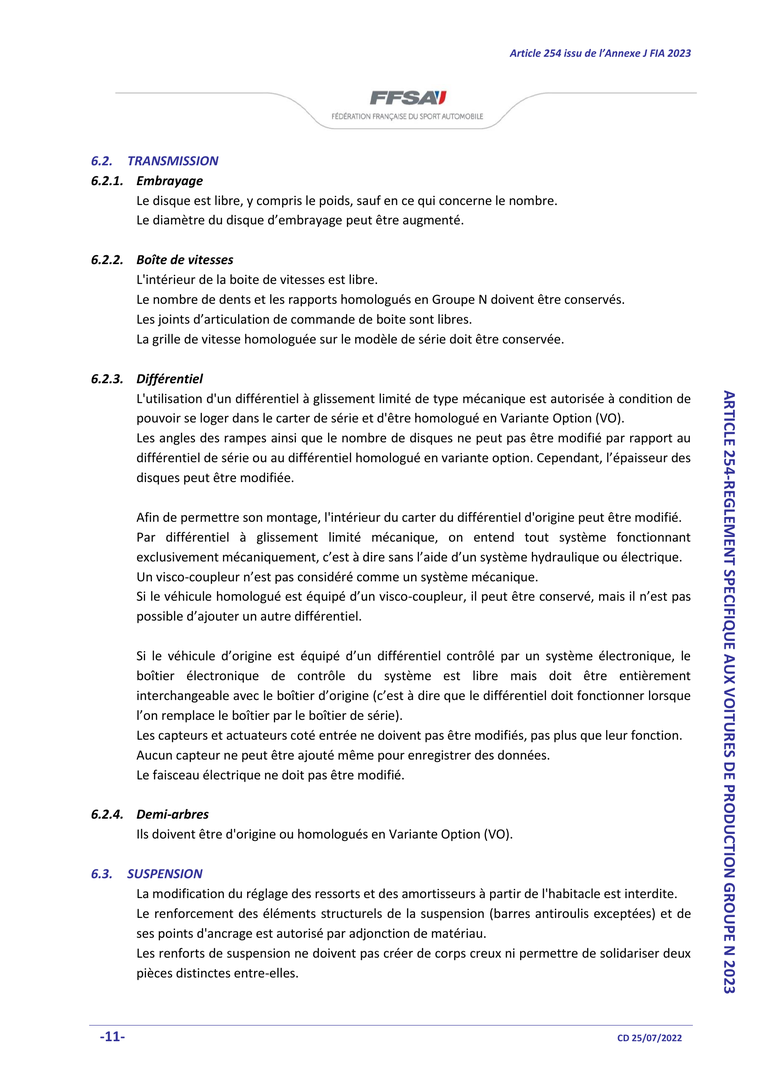 Article 254 issu de l'Annexe J FIA 2023
FFSA
FÉDÉRATION FRANÇAISE DU SPORT AUTOMOBILE
6.2. TRANSMISSION
6.2.1. Embrayage
Le disque est libre, y compris le poids, sauf en ce qui concerne le nombre.
Le diamètre du disque d'embrayage peut être augmenté.
6.2.2. Boîte de vitesses
L'intérieur de la boite de vitesses est libre.
Le nombre de dents et les rapports homologués en Groupe N doivent être conservés.
Les joints d'articulation de commande de boite sont libres.
La grille de vitesse homologuée sur le modèle de série doit être conservée.
6.2.3. Différentiel
L'utilisation d'un différentiel à glissement limité de type mécanique est autorisée à condition de
pouvoir se loger dans le carter de série et d'être homologué en Variante Option (VO).
Les angles des rampes ainsi que le nombre de disques ne peut pas être modifié par rapport au
différentiel de série ou au différentiel homologué en variante option. Cependant, l'épaisseur des
disques peut être modifiée.
Afin de permettre son montage, l'intérieur du carter du différentiel d'origine peut être modifié.
Par différentiel à glissement limité mécanique, on entend tout système fonctionnant
exclusivement mécaniquement, c'est à dire sans l'aide d'un système hydraulique ou électrique.
Un visco-coupleur n'est pas considéré comme un système mécanique.
Si le véhicule homologué est équipé d'un visco-coupleur, il peut être conservé, mais il n'est pas
possible d'ajouter un autre différentiel.
Si le véhicule d'origine est équipé d'un différentiel contrôlé par un système électronique, le
boîtier électronique de contrôle du système est libre mais doit être entièrement
interchangeable avec le boîtier d'origine (c'est à dire que le différentiel doit fonctionner lorsque
l'on remplace le boîtier par le boîtier de série).
Les capteurs et actuateurs coté entrée ne doivent pas être modifiés, pas plus que leur fonction.
Aucun capteur ne peut être ajouté même pour enregistrer des données.
Le faisceau électrique ne doit pas être modifié.
6.2.4. Demi-arbres
Ils doivent être d'origine ou homologués en Variante Option (VO).
6.3. SUSPENSION
La modification du réglage des ressorts et des amortisseurs à partir de l'habitacle est interdite.
Le renforcement des éléments structurels de la suspension (barres antiroulis exceptées) et de
ses points d'ancrage est autorisé par adjonction de matériau.
Les renforts de suspension ne doivent pas créer de corps creux ni permettre de solidariser deux
pièces distinctes entre-elles.
ARTICLE 254-REGLEMENT SPECIFIQUE AUX VOITURES DE PRODUCTION GROUPE N 2023
-11-
CD 25/07/2022